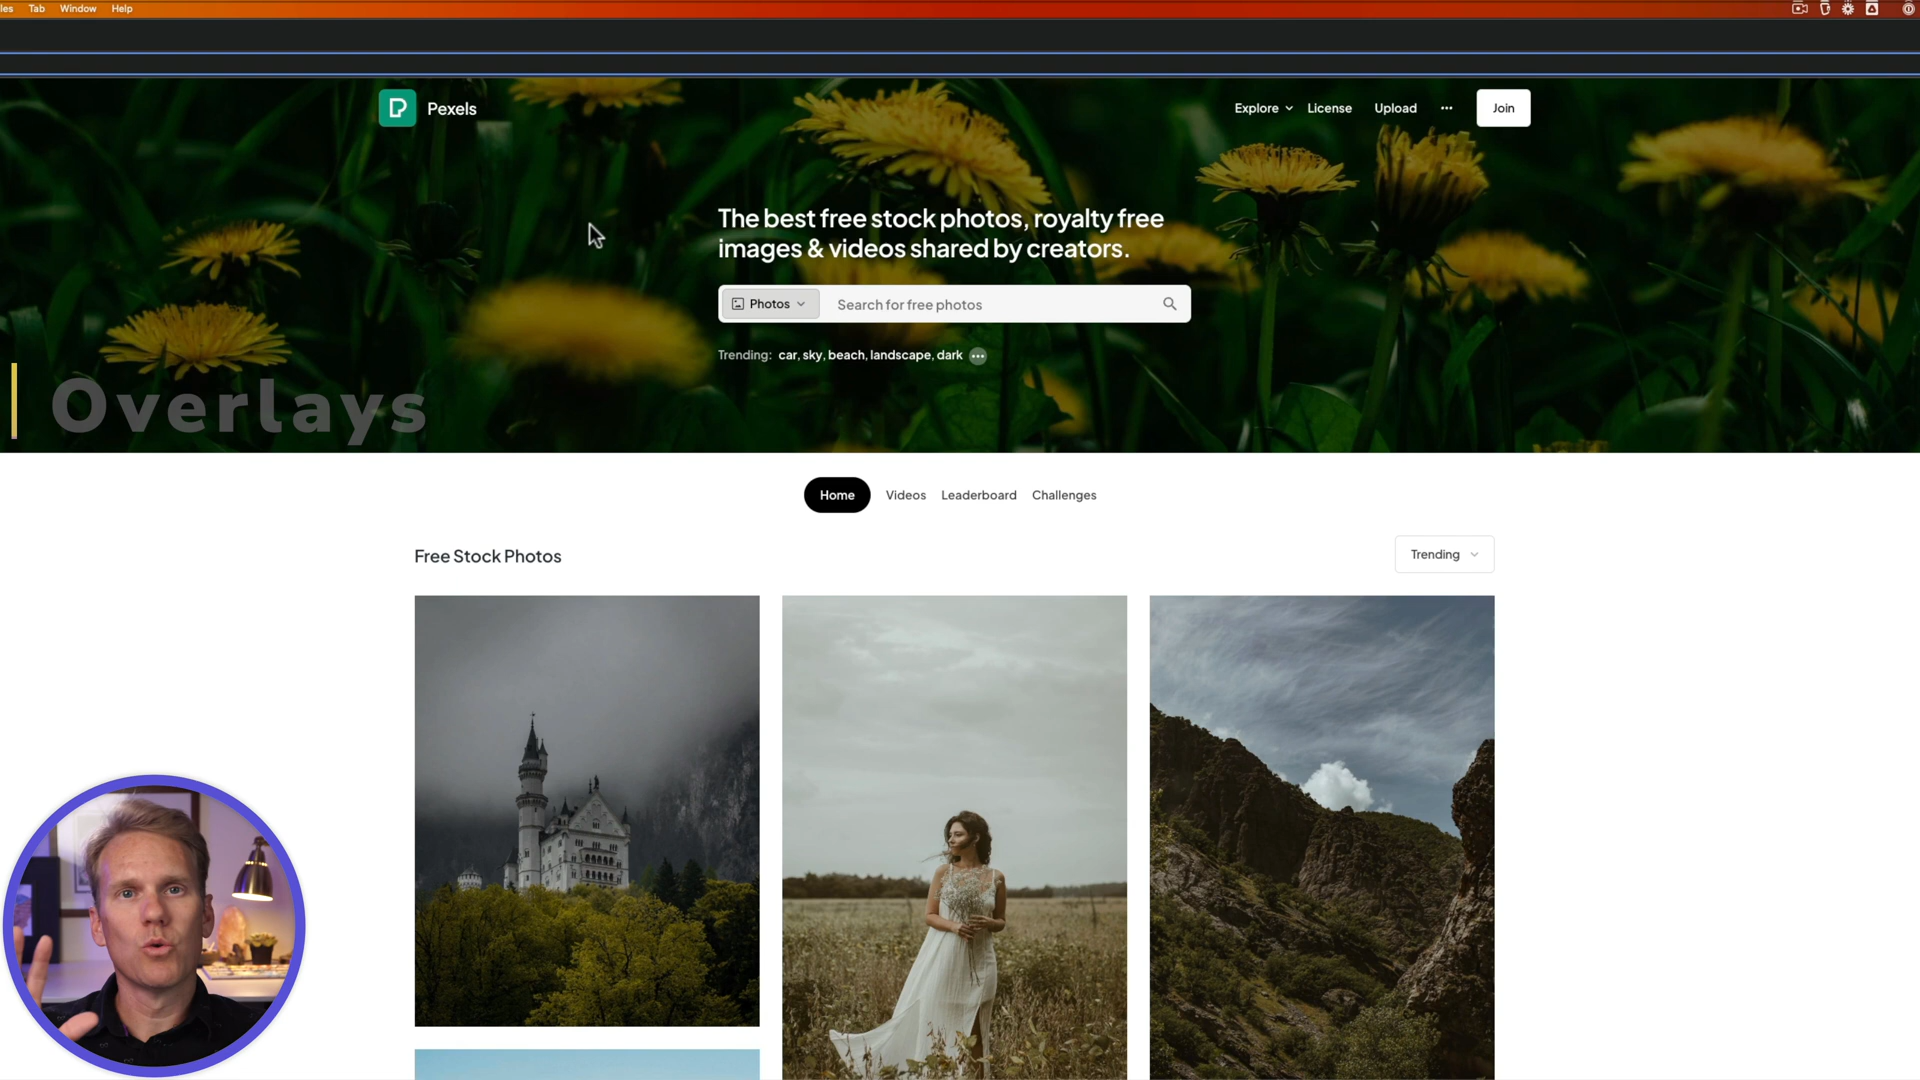 les Tab Window Help
Pexels
Explore License Upload ... Join
The best free stock photos, royalty free
images & videos shared by creators.
Photos Search for free photos
Trending: car, sky, beach, landscape, dark ...
Overlays
Home Videos Leaderboard Challenges
Free Stock Photos
Trending